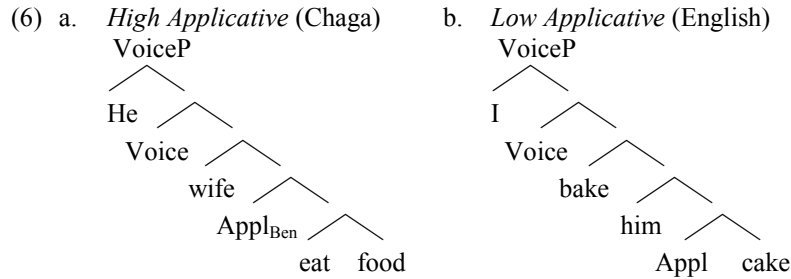 (6) a. High Applicative (Chaga) b. Low Applicative (English)
VoiceP VoiceP
He I
Voice Voice
wife bake
ApplBen him
eat food Appl cake